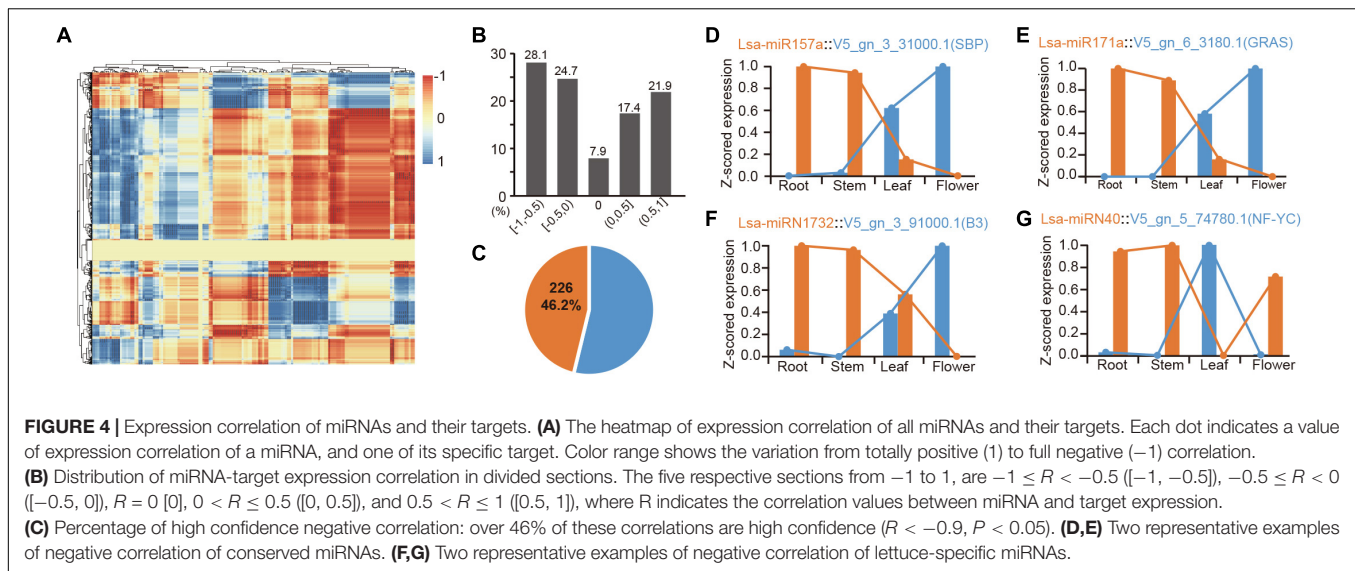 A
-1
0
1
B
30
20
10
0
(%)
28.1
24.7
7.9
17.4
21.9
[-1,-0.5)
[-0.5,0)
0
(0,0.5]
(0.5,1]
C
226
46.2%
D
Lsa-miR157a::V5_gn_3_31000.1(SBP)
Z-scored expression
1.0
0.8
0.6
0.4
0.2
0.0
Root Stem Leaf Flower
E
Lsa-miR171a::V5_gn_6_3180.1(GRAS)
Z-scored expression
1.0
0.8
0.6
0.4
0.2
0.0
Root Stem Leaf Flower
F
Lsa-miRN1732::V5_gn_3_91000.1(B3)
Z-scored expression
1.0
0.8
0.6
0.4
0.2
0.0
Root Stem Leaf Flower
G
Lsa-miRN40::V5_gn_5_74780.1(NF-YC)
Z-scored expression
1.0
0.8
0.6
0.4
0.2
0.0
Root Stem Leaf Flower
FIGURE 4 | Expression correlation of miRNAs and their targets. (A) The heatmap of expression correlation of all miRNAs and their targets. Each dot indicates a value
of expression correlation of a miRNA, and one of its specific target. Color range shows the variation from totally positive (1) to full negative (−1) correlation.
(B) Distribution of miRNA-target expression correlation in divided sections. The five respective sections from −1 to 1, are −1 ≤ R < −0.5 ([−1, −0.5]), −0.5 ≤ R < 0
([−0.5, 0]), R = 0 [0], 0 < R ≤ 0.5 ([0, 0.5]), and 0.5 < R ≤ 1 ([0.5, 1]), where R indicates the correlation values between miRNA and target expression.
(C) Percentage of high confidence negative correlation: over 46% of these correlations are high confidence (R < −0.9, P < 0.05). (D,E) Two representative examples
of negative correlation of conserved miRNAs. (F,G) Two representative examples of negative correlation of lettuce-specific miRNAs.